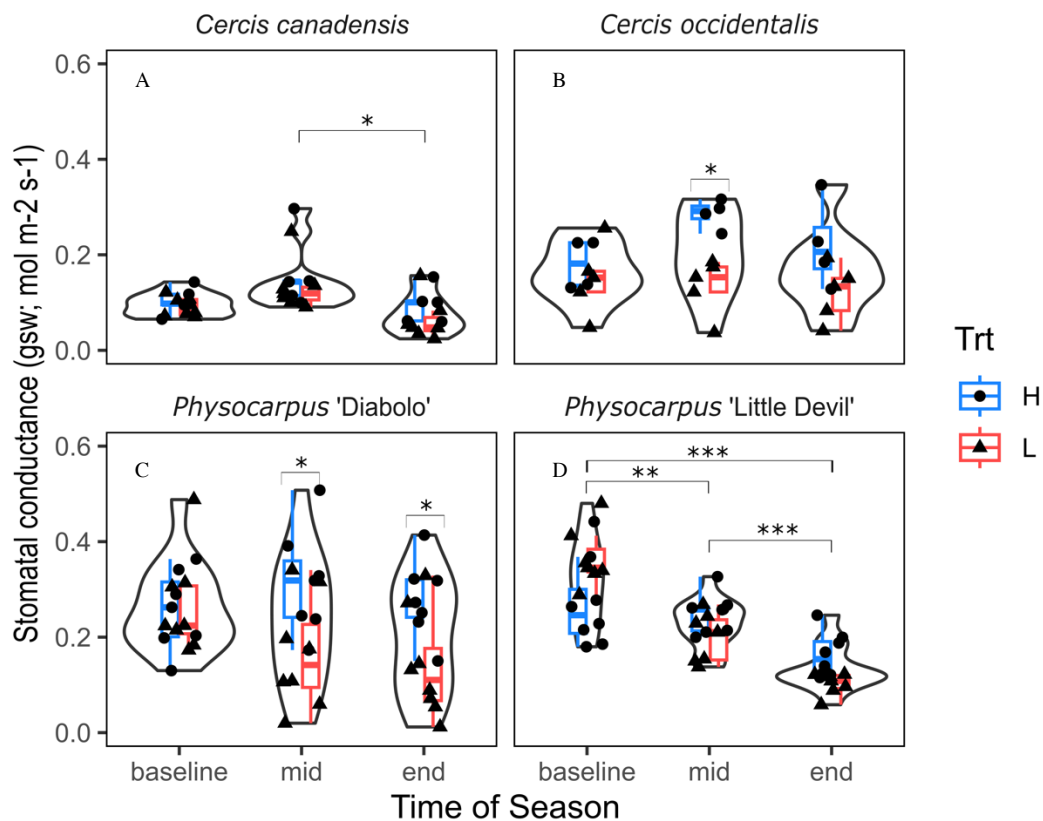 Cercis canadensis
Cercis occidentalis
Stomatal conductance (gsw; mol m-2 s-1)
0.6
0.4
0.2
0.0
A
*
B
*
Physocarpus 'Diabolo'
Physocarpus 'Little Devil'
0.6
0.4
0.2
0.0
C
*
*
D
***
**
***
baseline
mid
end
baseline
mid
end
Time of Season
Trt
H
L